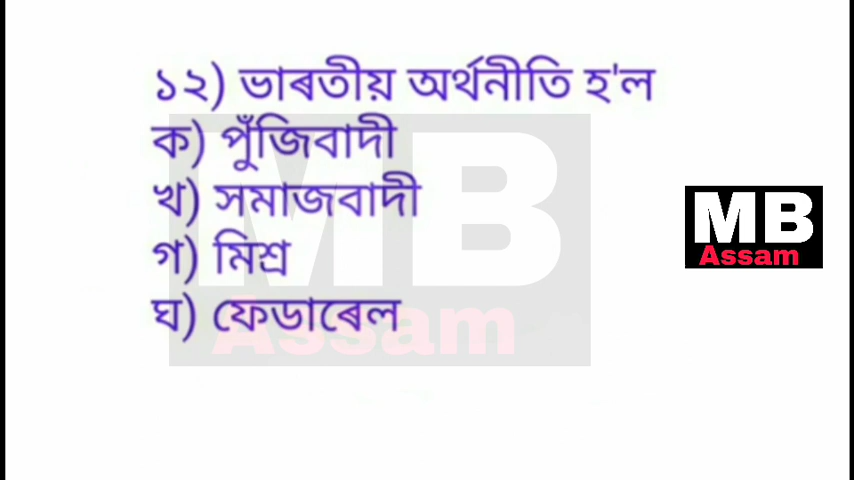 ১২) ভাৰতীয় অৰ্থনীতি হ'ল
ক) পুঁজিবাদী
খ) সমাজবাদী
গ) মিশ্ৰ
ঘ) ফেডাৰেল
MB
Assam
MB
Assam